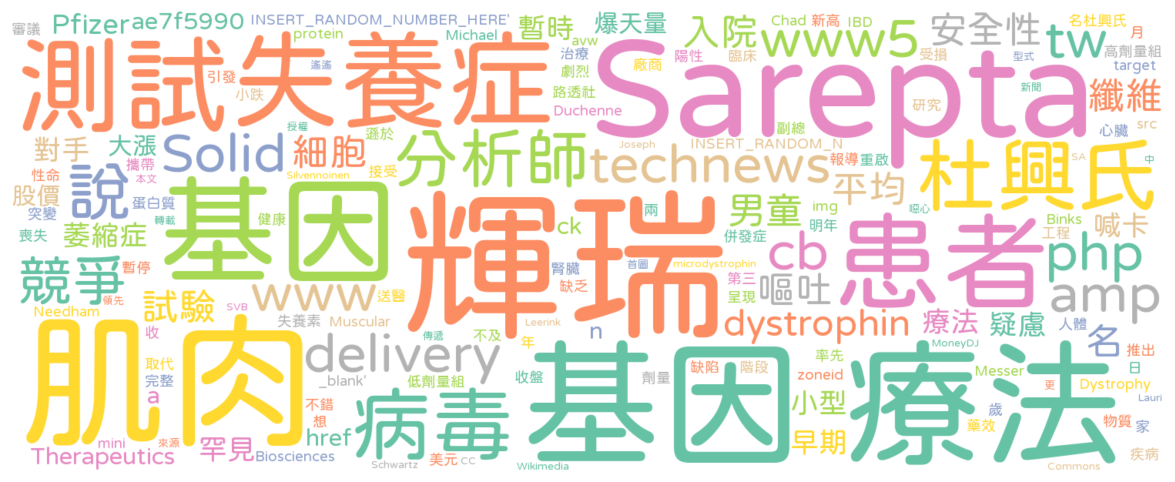 審議 Pfizer ae7f5990 INSERT_RANDOM_NUMBER_HERE' 暫時 爆天量 入院 Chad 新高 IBD 安全性 名杜興氏
protein Michael avw www5 tw 月
測試 失養症 治療 廠商 陽性 臨床 Sarepta 受損 高劑量組
引發 劇烈 target
小跌 路透社 型式 新聞 纖維
遙遙 Duchenne 研究
授權 遜於 副總 src
對手 大漲 Solid 細胞 分析師 Joseph INSERT_RANDOM_N 心臟
攜帶 technews 報導 重啟 杜興氏 SA 中
性命 本文 說 Silvennoinen 接受 平均
股價 突變 蛋白質 轉載 基因 健康 輝瑞 兩 男童 img 明年 噁心 Binks 喊卡
喪失 萎縮症 ck 併發症 工程
競爭 暫停 腎臟 首圖 microdystrophin cb 患者 php
領先 www 送醫 缺乏 第三 嘔吐 amp
Needham SVB 試驗 失養素 Muscular Leerink n 呈現 dystrophin 療法 疑慮 人體 名
收 傳遞 不及 年 MoneyDJ 推出
肌肉 取代 delivery 收盤 基因療法 缺陷 階段 率先 Messer 日
完整 _blank' 低劑量組 劑量 zoneid Dystrophy
a 不錯 病毒 小型 歲 更 Lauri
想 藥效 物質 家
mini 來源 罕見 href 早期
Therapeutics Biosciences Schwartz 美元 cc Wikimedia Commons 疾病